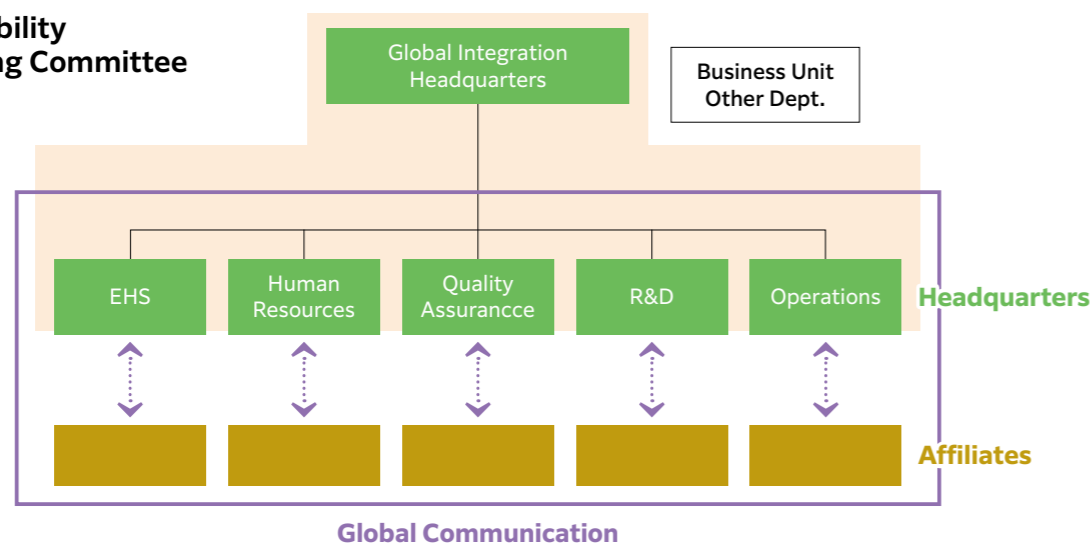 bility
ng Committee
Global Integration
Headquarters
Business Unit
Other Dept.
EHS
Human
Resources
Quality
Assurancce
R&D
Operations
Headquarters
Affiliates
Global Communication